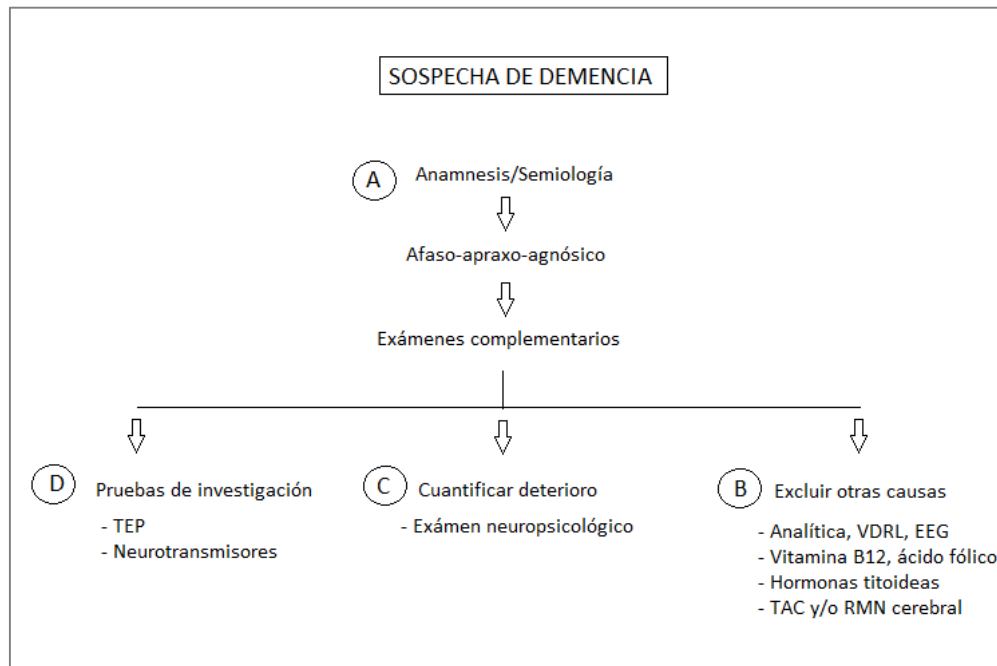 SOSPECHA DE DEMENCIA
A Anamnesis/Semiología
Afaso-apraxo-agnósico
Exámenes complementarios
D Pruebas de investigación
- TEP
- Neurotransmisores
C Cuantificar deterioro
- Exámen neuropsicológico
B Excluir otras causas
- Analítica, VDRL, EEG
- Vitamina B12, ácido fólico
- Hormonas titoideas
- TAC y/o RMN cerebral